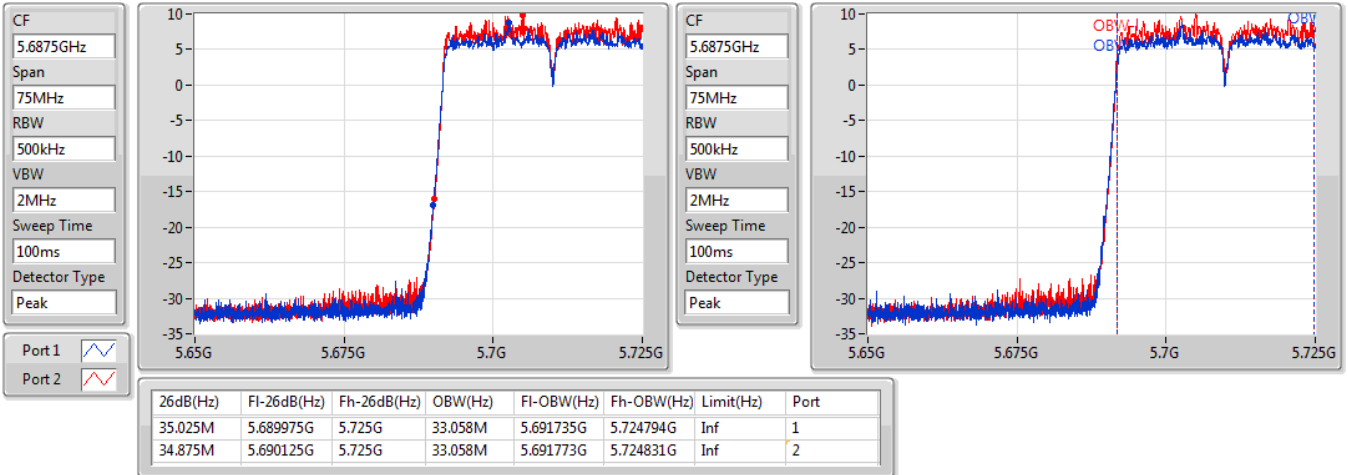 CF
5.6875GHz
Span
75MHz
RBW
500kHz
VBW
2MHz
Sweep Time
100ms
Detector Type
Peak
Port 1
Port 2
10
5
0
-5
-10
-15
-20
-25
-30
-35
5.65G 5.675G 5.7G 5.725G
CF
5.6875GHz
Span
75MHz
RBW
500kHz
VBW
2MHz
Sweep Time
100ms
Detector Type
Peak
10
5
0
-5
-10
-15
-20
-25
-30
-35
OBW
OBW
OBW
5.65G 5.675G 5.7G 5.725G
26dB(Hz) Fl-26dB(Hz) Fh-26dB(Hz) OBW(Hz) Fl-OBW(Hz) Fh-OBW(Hz) Limit(Hz) Port
35.025M 5.689975G 5.725G 33.058M 5.691735G 5.724794G Inf 1
34.875M 5.690125G 5.725G 33.058M 5.691773G 5.724831G Inf 2